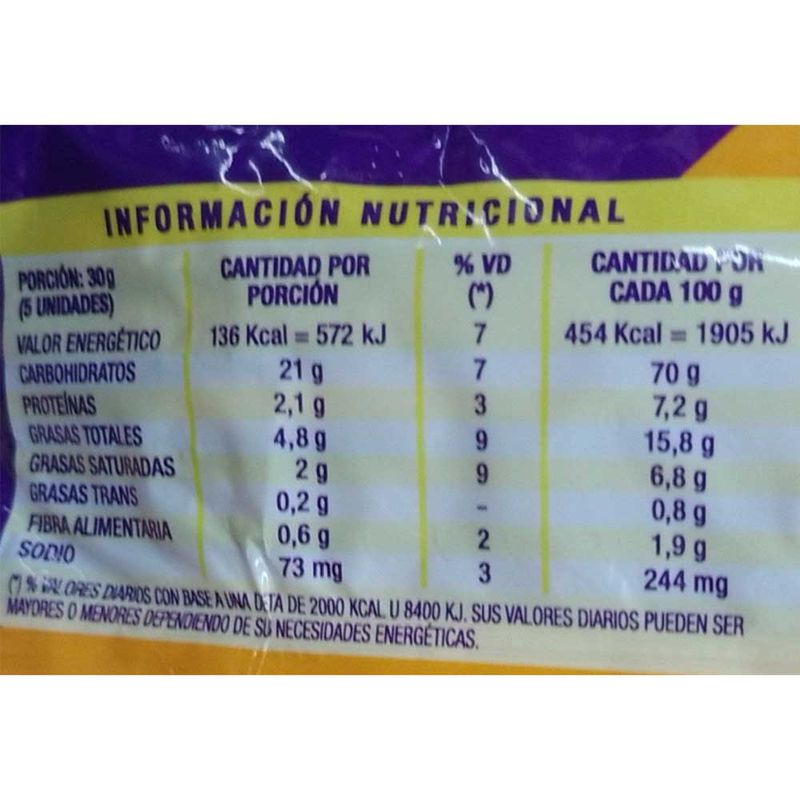 INFORMACIÓN NUTRICIONAL
PORCIÓN: 30g (5 UNIDADES) CANTIDAD POR PORCIÓN % VD (*) CANTIDAD POR CADA 100 g
VALOR ENERGÉTICO 136 Kcal = 572 kJ 7 454 Kcal = 1905 kJ
CARBOHIDRATOS 21 g 7 70 g
PROTEÍNAS 2,1 g 3 7,2 g
GRASAS TOTALES 4,8 g 9 15,8 g
GRASAS SATURADAS 2 g 9 6,8 g
GRASAS TRANS 0,2 g - 0,8 g
FIBRA ALIMENTARIA 0,6 g 2 1,9 g
SODIO 73 mg 3 244 mg
(*) % VALORES DIARIOS CON BASE A UNA DIETA DE 2000 KCAL U 8400 KJ. SUS VALORES DIARIOS PUEDEN SER
MAYORES O MENORES DEPENDIENDO DE SU NECESIDADES ENERGÉTICAS.